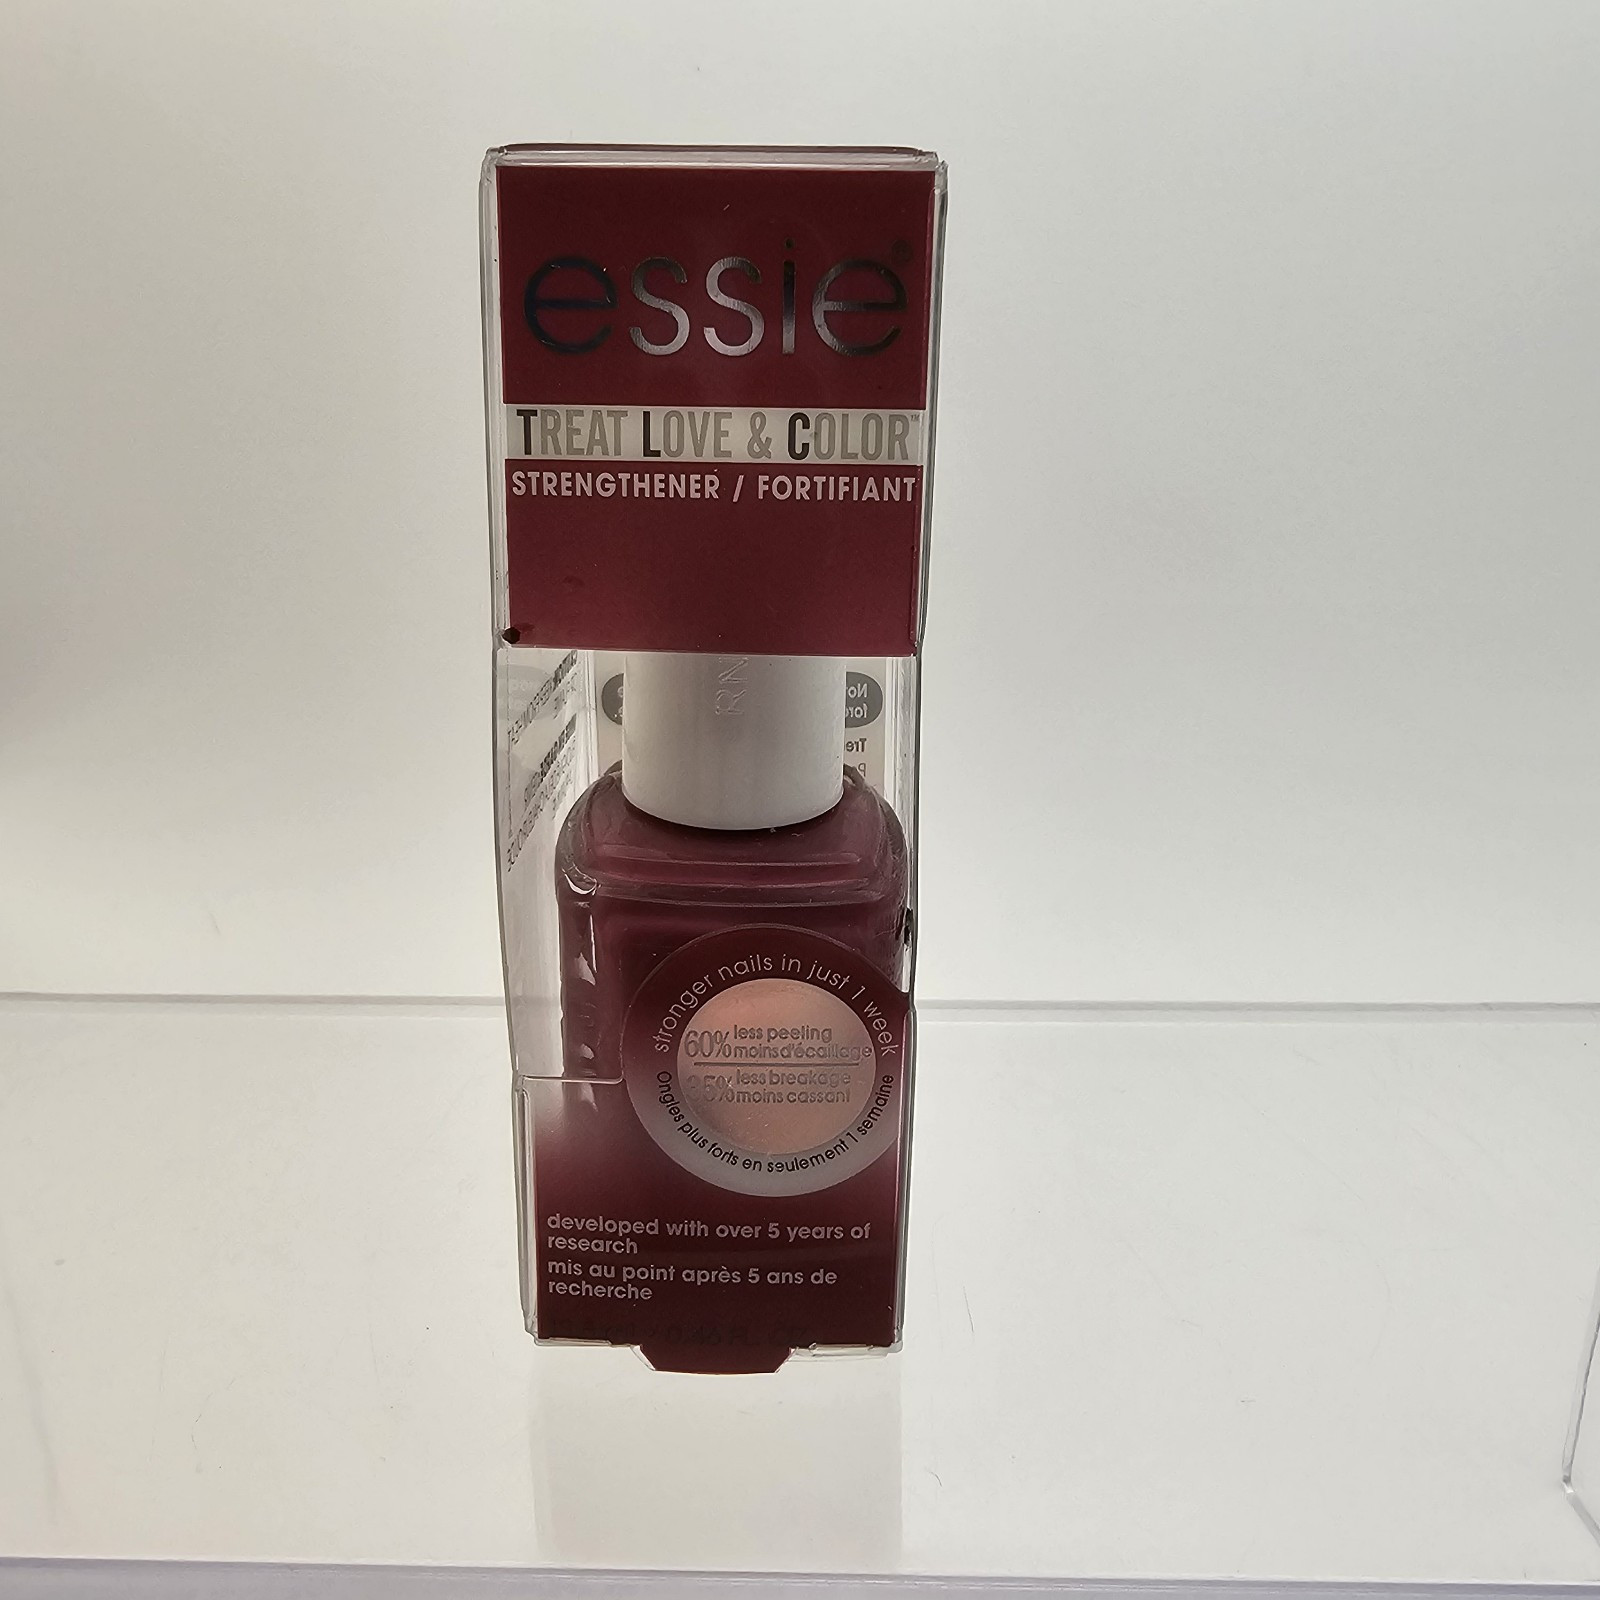 essie®
TREAT LOVE & COLOR™
STRENGTHENER / FORTIFIANT
stronger nails in just 1 week
60% less peeling
moins d'écaillage
35% less breakage
moins cassant
Ongles plus forts en seulement 1 semaine
developed with over 5 years of
research
mis au point après 5 ans de
recherche